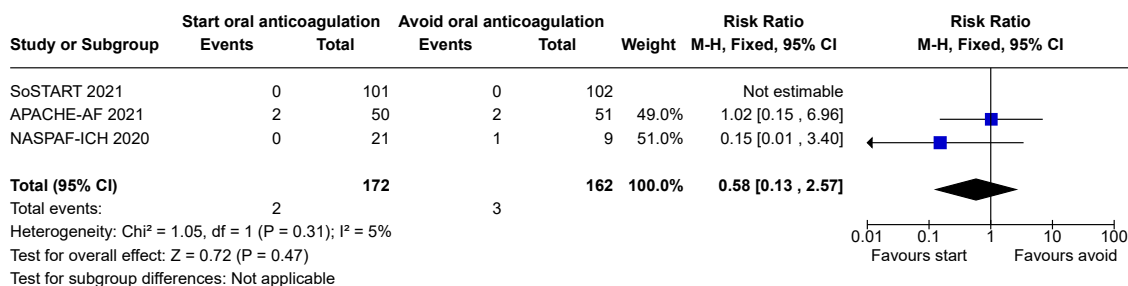 Start oral anticoagulation Avoid oral anticoagulation Risk Ratio Risk Ratio
Study or Subgroup Events Total Events Total Weight M-H, Fixed, 95% CI M-H, Fixed, 95% CI
SoSTART 2021 0 101 0 102 Not estimable
APACHE-AF 2021 2 50 2 51 49.0% 1.02 [0.15 , 6.96]
NASPAF-ICH 2020 0 21 1 9 51.0% 0.15 [0.01 , 3.40]
Total (95% CI) 172 162 100.0% 0.58 [0.13 , 2.57]
Total events: 2 3
Heterogeneity: Chi² = 1.05, df = 1 (P = 0.31); I² = 5%
Test for overall effect: Z = 0.72 (P = 0.47)
Test for subgroup differences: Not applicable
0.01 0.1 1 10 100
Favours start Favours avoid